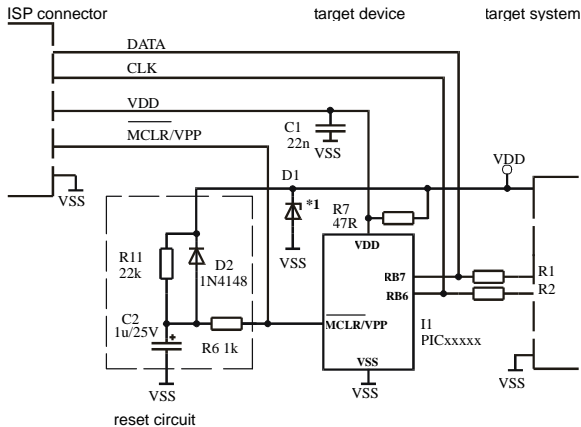 ISP connector
target device
target system
DATA
CLK
VDD
MCLR/VPP
C1
22n
VSS
VSS
D1
*1
VSS
R7
47R
VDD
R11
22k
D2
1N4148
C2
1u/25V
+
R6 1k
VSS
reset circuit
VDD
RB7
RB6
MCLR/VPP
VSS
VSS
I1
PICxxxxx
R1
R2
VSS